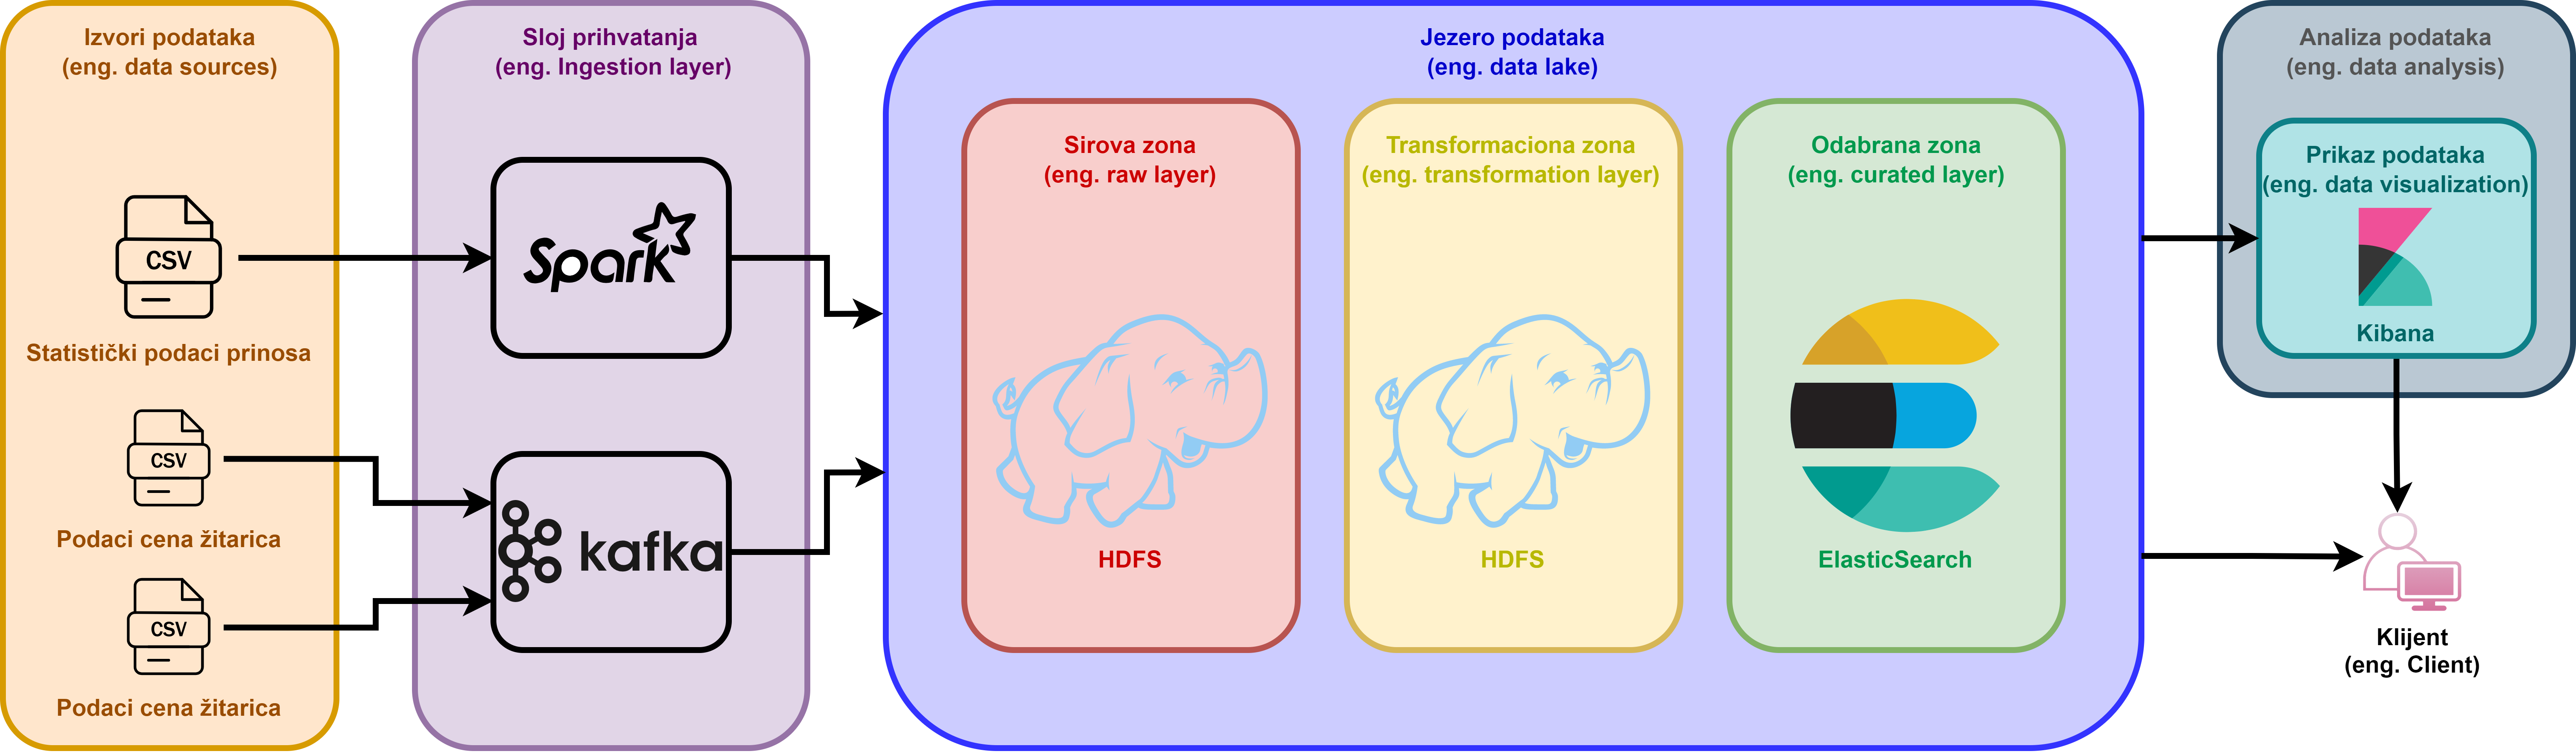 Izvori podataka
(eng. data sources)
CSV
Statistički podaci prinosa
CSV
Podaci cena žitarica
CSV
Podaci cena žitarica
Sloj prihvatanja
(eng. Ingestion layer)
Spark
kafka
Jezero podataka
(eng. data lake)
Sirova zona
(eng. raw layer)
HDFS
Transformaciona zona
(eng. transformation layer)
HDFS
Odabrana zona
(eng. curated layer)
ElasticSearch
Analiza podataka
(eng. data analysis)
Prikaz podataka
(eng. data visualization)
Kibana
Klijent
(eng. Client)